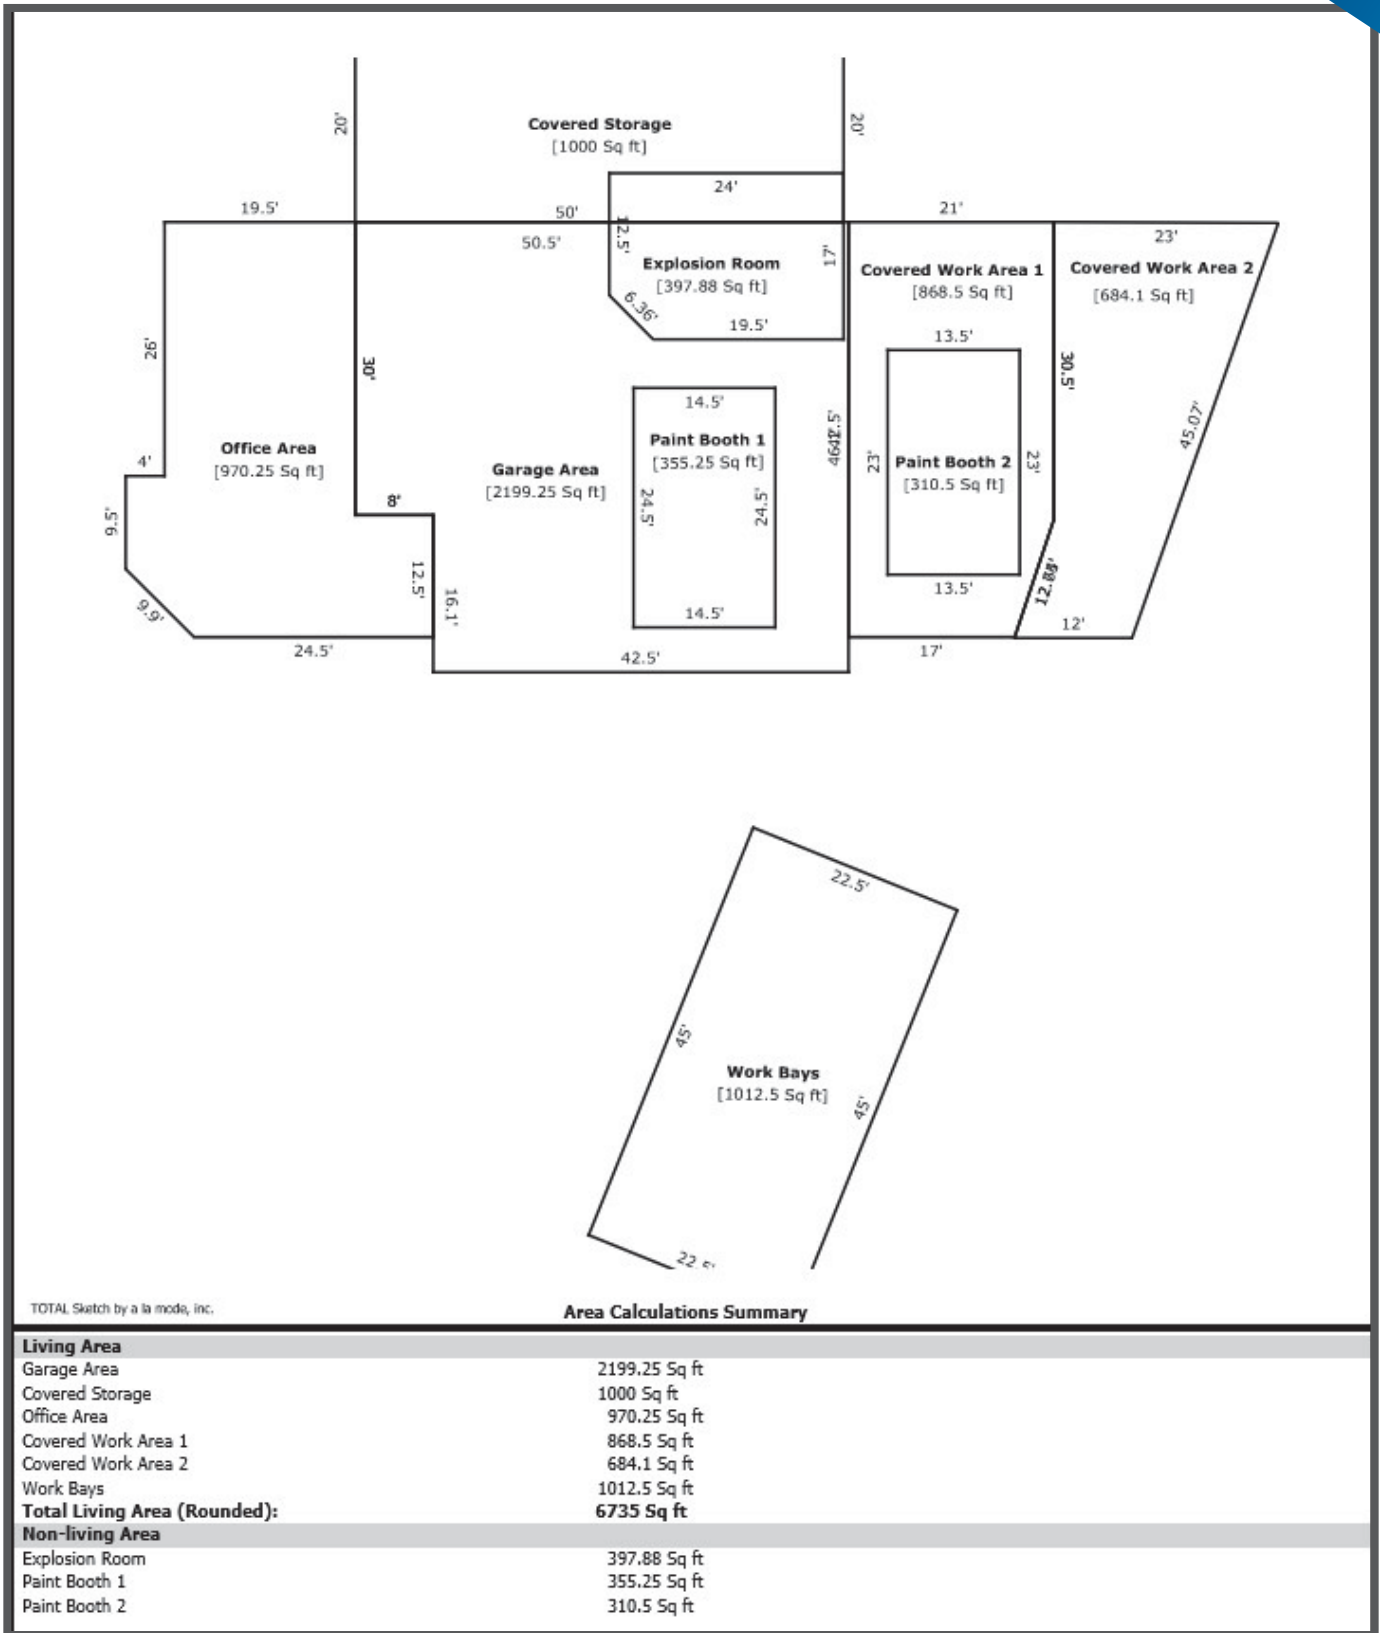 20'
20'
Covered Storage
[1000 Sq ft]
24'
19.5'
50'
21'
12.5'
50.5'
17'
23'
Explosion Room
[397.88 Sq ft]
Covered Work Area 1
[868.5 Sq ft]
Covered Work Area 2
[684.1 Sq ft]
6.36'
19.5'
13.5'
26'
30'
30.5'
14.5'
45.07'
Office Area
[970.25 Sq ft]
4'
Garage Area
[2199.25 Sq ft]
Paint Booth 1
[355.25 Sq ft]
23'
Paint Booth 2
[310.5 Sq ft]
23'
8'
9.5'
24.5'
24.5'
12.5'
16.1'
9.9'
14.5'
13.5'
12'
24.5'
42.5'
17'
22.5'
45'
Work Bays
[1012.5 Sq ft]
45'
TOTAL Sketch by a la mode, inc.
Area Calculations Summary
Living Area
Garage Area 2199.25 Sq ft
Covered Storage 1000 Sq ft
Office Area 970.25 Sq ft
Covered Work Area 1 868.5 Sq ft
Covered Work Area 2 684.1 Sq ft
Work Bays 1012.5 Sq ft
Total Living Area (Rounded): 6735 Sq ft
Non-living Area
Explosion Room 397.88 Sq ft
Paint Booth 1 355.25 Sq ft
Paint Booth 2 310.5 Sq ft